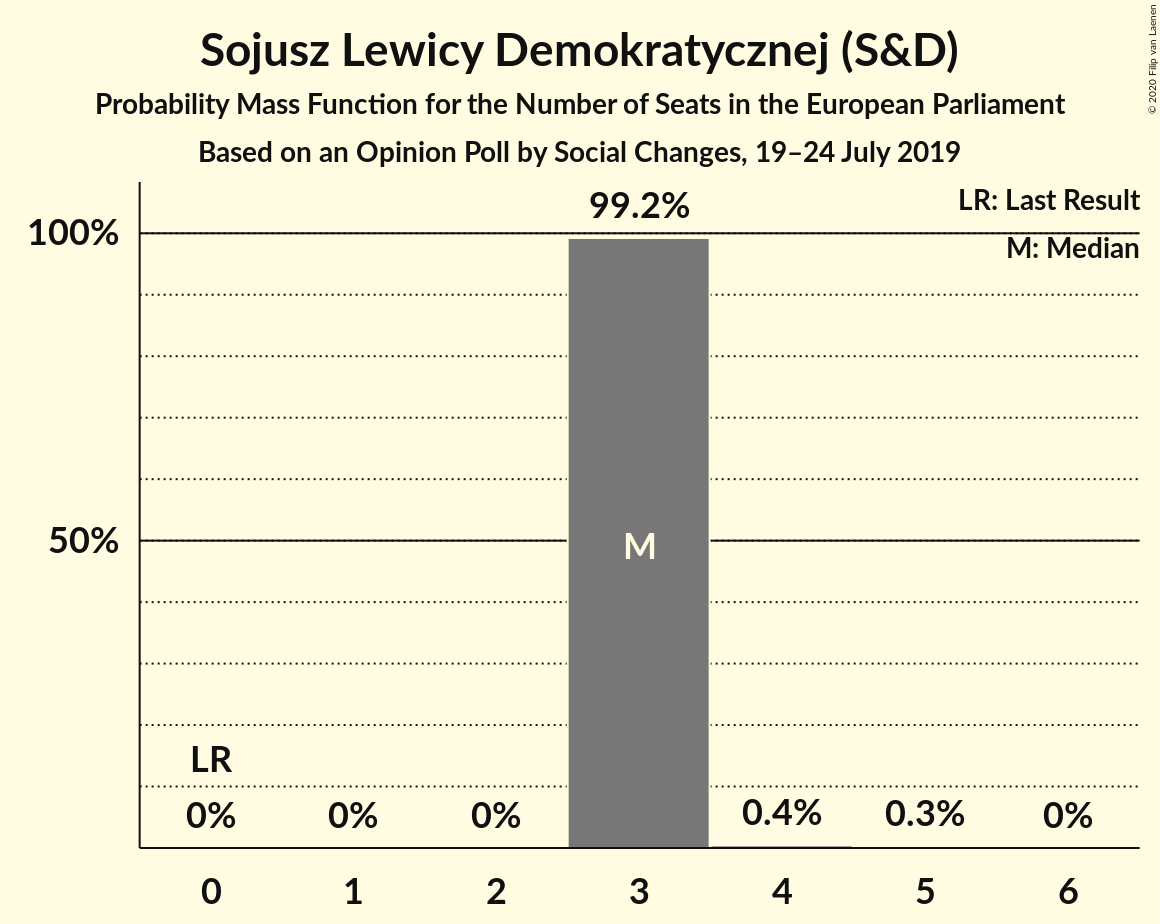 Sojusz Lewicy Demokratycznej (S&D)
Probability Mass Function for the Number of Seats in the European Parliament
Based on an Opinion Poll by Social Changes, 19–24 July 2019
© 2020 Filip van Laenen
LR: Last Result
M: Median
99.2%
100%
50%
M
LR
0%
0%
0%
0.4%
0.3%
0%
0
1
2
3
4
5
6